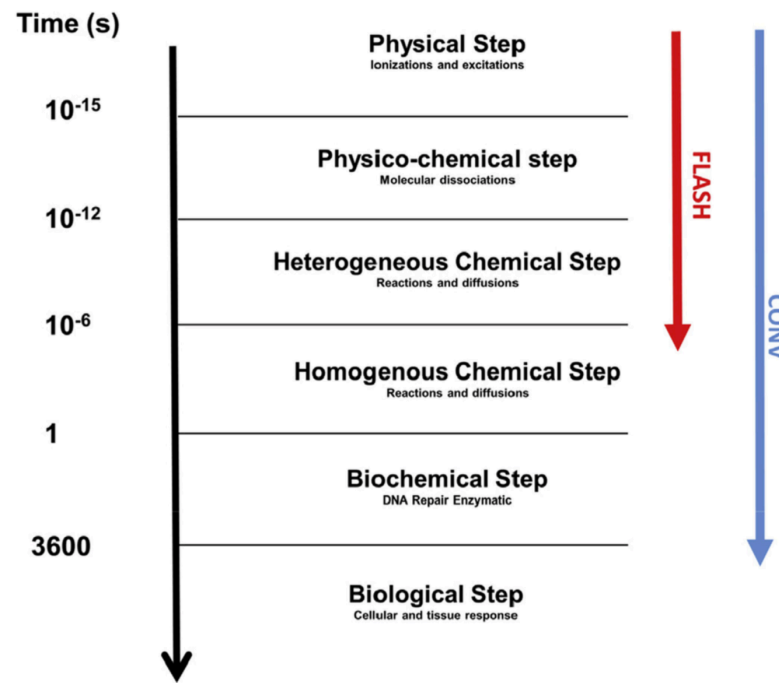 Time (s)
Physical Step
Ionizations and excitations
10-15
Physico-chemical step
Molecular dissociations
10-12
Heterogeneous Chemical Step
Reactions and diffusions
10-6
Homogenous Chemical Step
Reactions and diffusions
1
Biochemical Step
DNA Repair Enzymatic
3600
Biological Step
Cellular and tissue response
FLASH
CONV